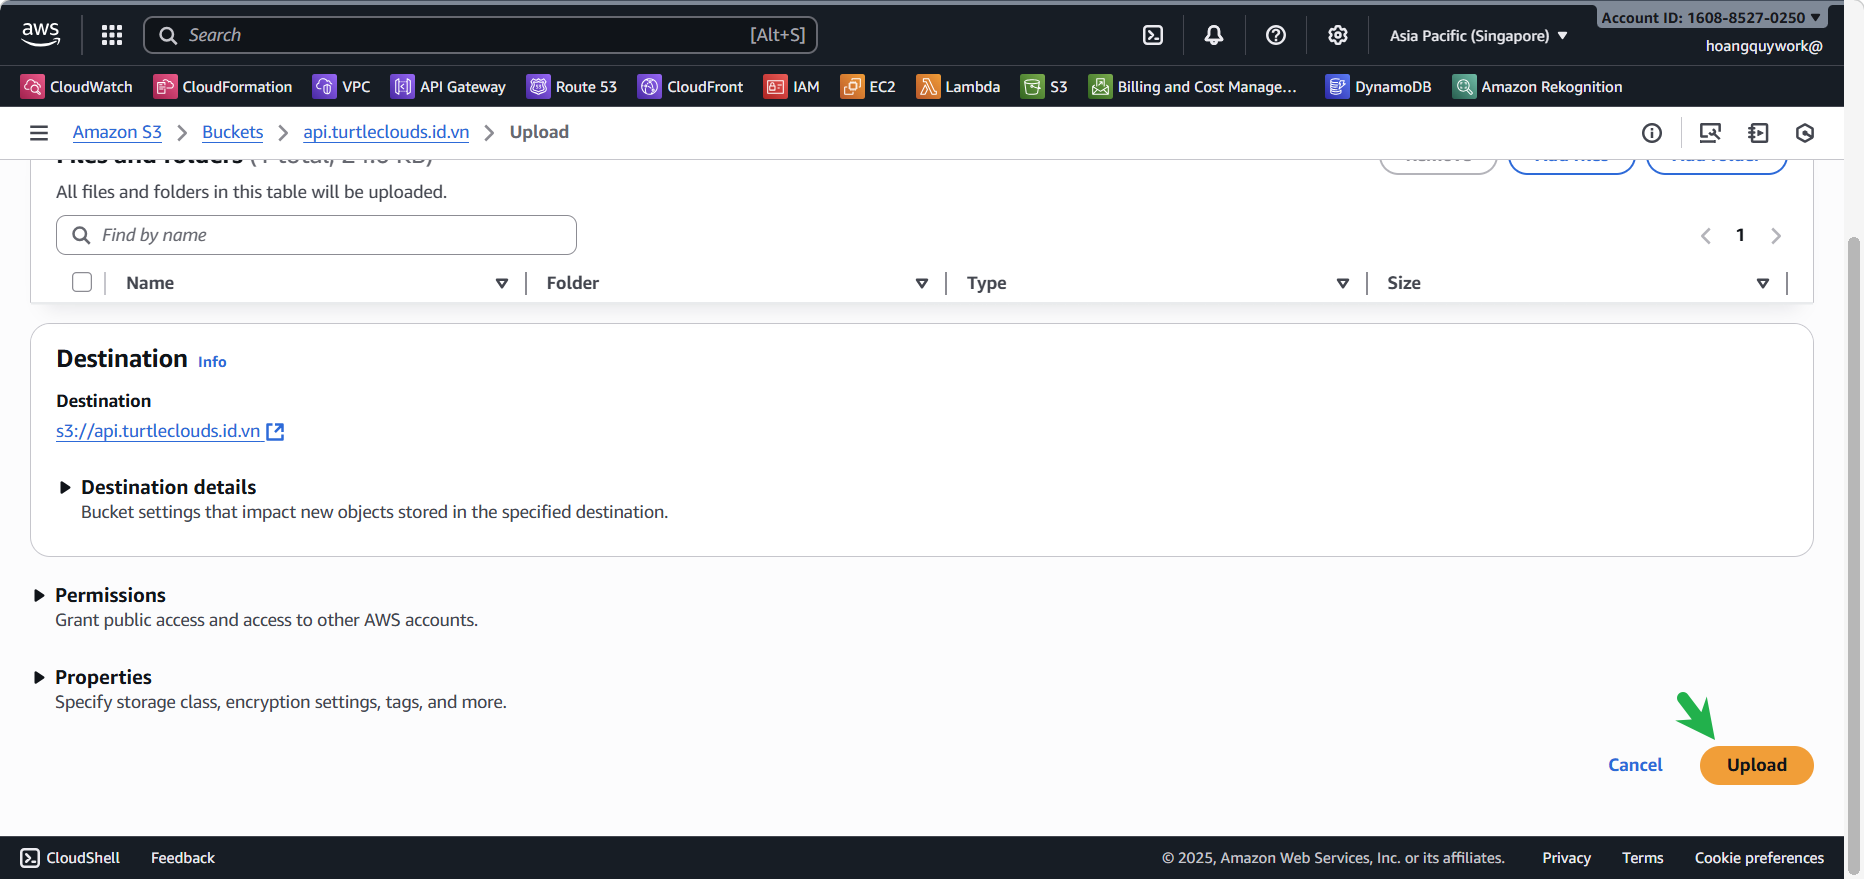 aws
Search [Alt+S]
Asia Pacific (Singapore)
Account ID: 1608-8527-0250
hoangquywork@
CloudWatch CloudFormation VPC API Gateway Route 53 CloudFront IAM EC2 Lambda S3 Billing and Cost Manage... DynamoDB Amazon Rekognition
Amazon S3 > Buckets > api.turtleclouds.id.vn > Upload
Files and folders
All files and folders in this table will be uploaded.
Find by name
1
Name Folder Type Size
Destination Info
Destination
s3://api.turtleclouds.id.vn
Destination details
Bucket settings that impact new objects stored in the specified destination.
Permissions
Grant public access and access to other AWS accounts.
Properties
Specify storage class, encryption settings, tags, and more.
Cancel Upload
CloudShell Feedback © 2025, Amazon Web Services, Inc. or its affiliates. Privacy Terms Cookie preferences